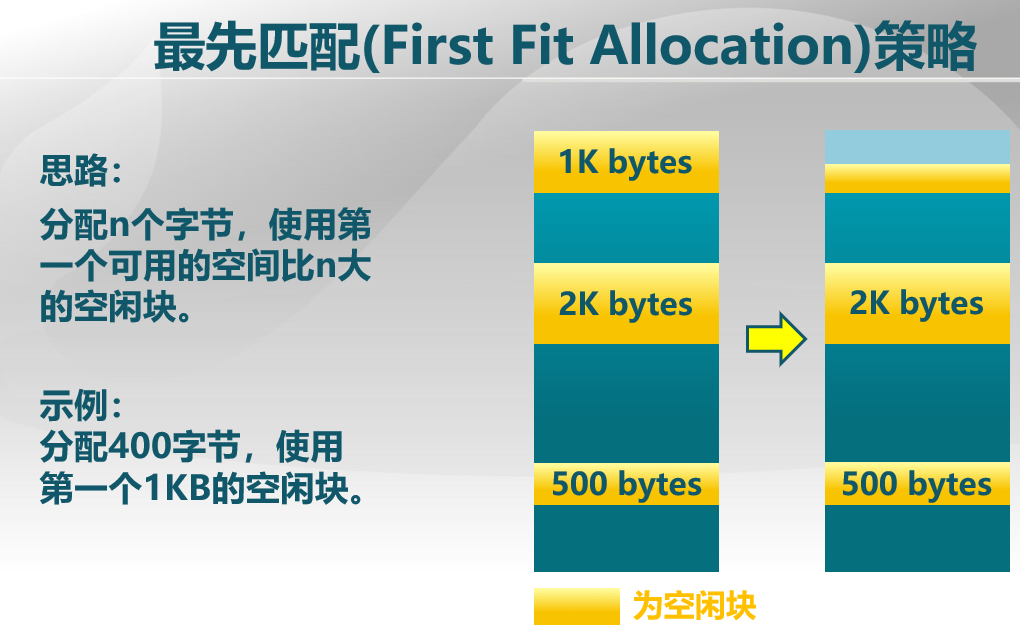 最先匹配(First Fit Allocation)策略
思路：
分配n个字节，使用第
一个可用的空间比n大
的空闲块。
示例：
分配400字节，使用
第一个1KB的空闲块。
1K bytes
2K bytes
500 bytes
2K bytes
500 bytes
为空闲块